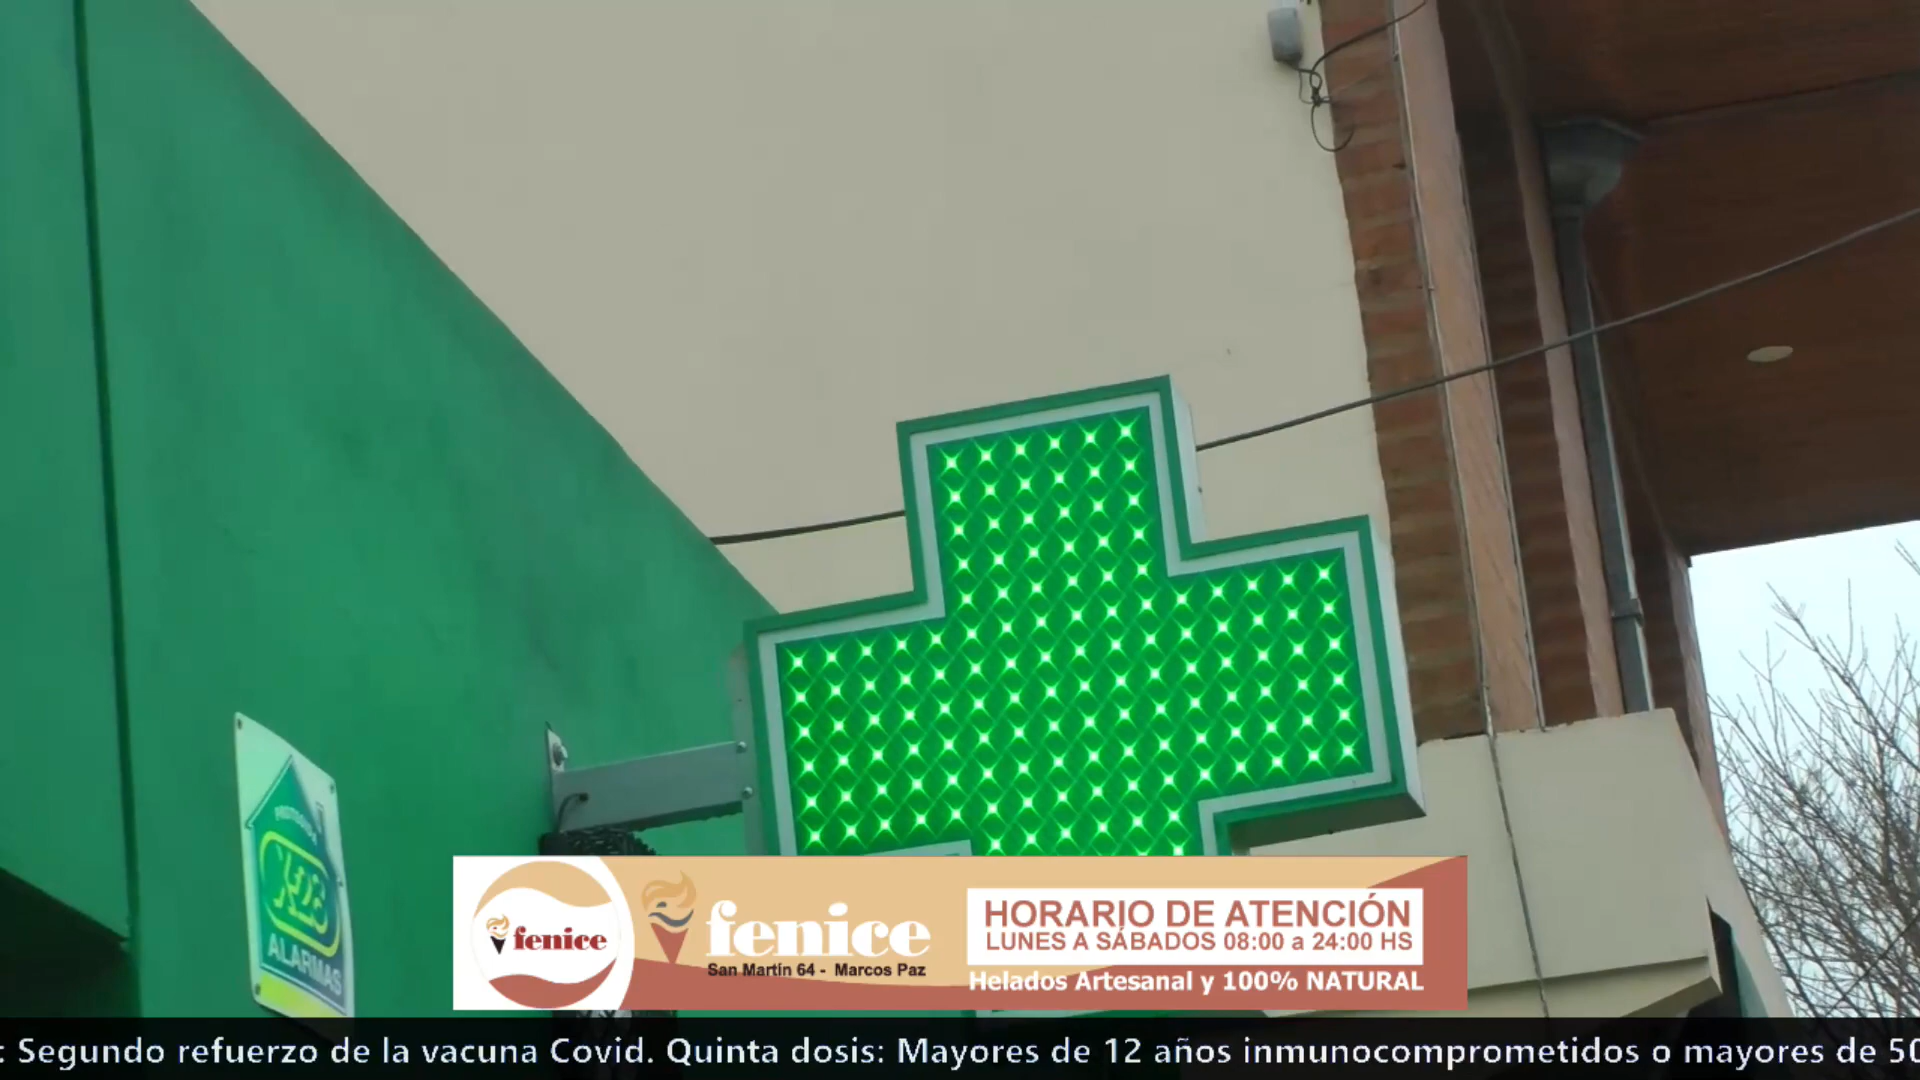 XYB
ALARMAS
fenice
fenice
San Martín 64 - Marcos Paz
HORARIO DE ATENCIÓN
LUNES A SÁBADOS 08:00 a 24:00 HS
Helados Artesanal y 100% NATURAL
: Segundo refuerzo de la vacuna Covid. Quinta dosis: Mayores de 12 años inmunocomprometidos o mayores de 50